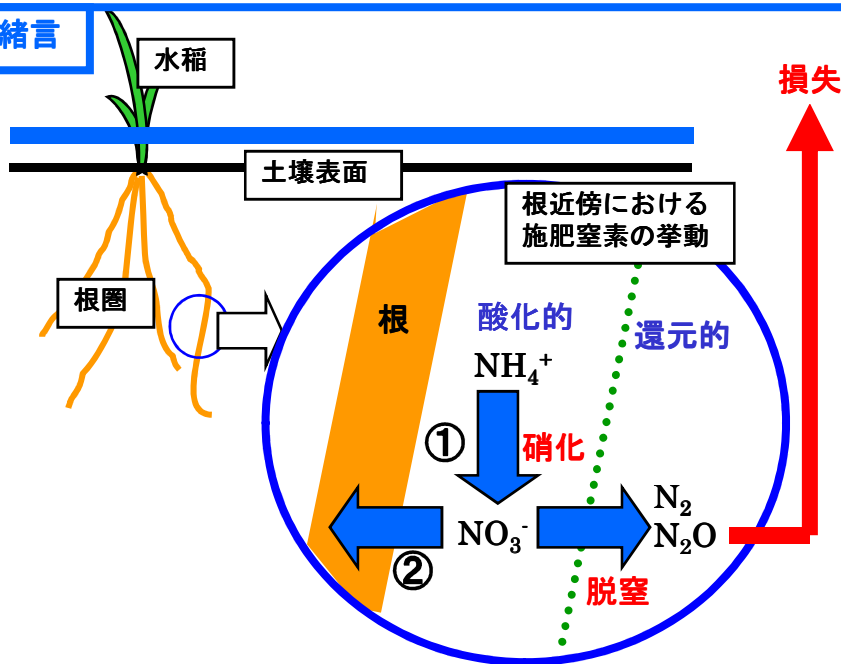 緒言
水稲
損失
土壌表面
根近傍における
施肥窒素の挙動
根圏
根
酸化的
還元的
NH₄⁺
①
硝化
NO₃⁻
N₂
N₂O
②
脱窒